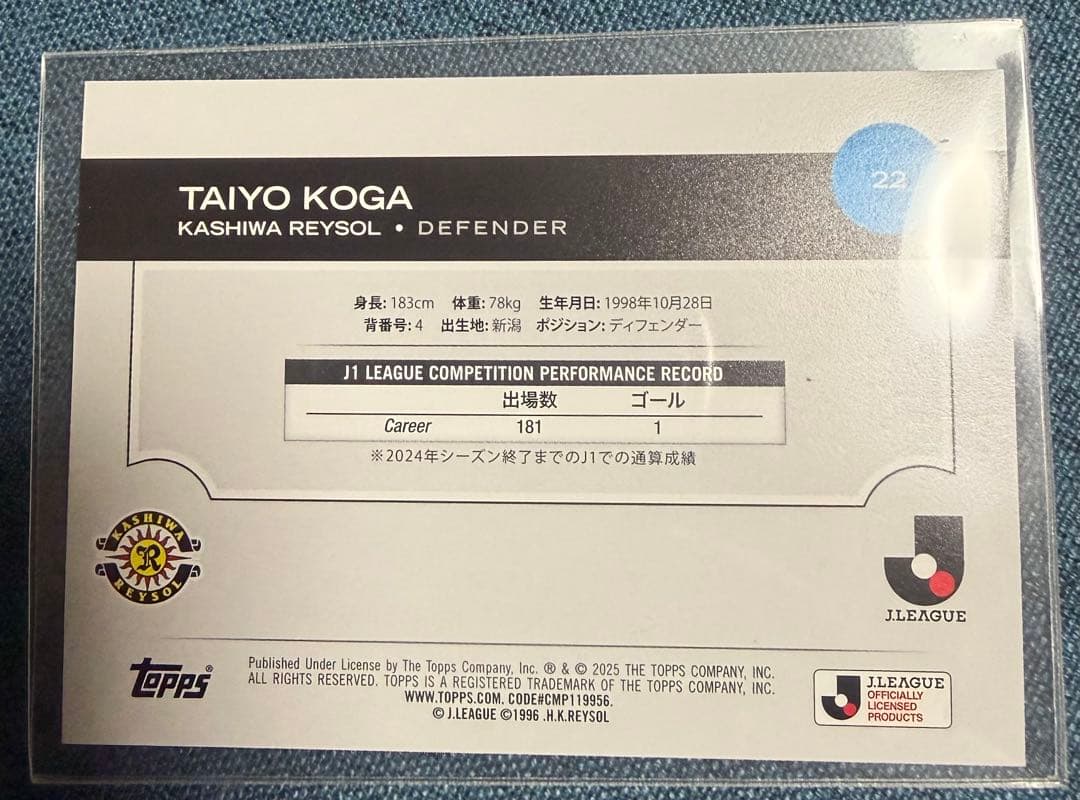 22
TAIYO KOGA
KASHIWA REYSOL • DEFENDER
身長: 183cm 体重: 78kg 生年月日: 1998年10月28日
背番号: 4 出生地: 新潟 ポジション: ディフェンダー
J1 LEAGUE COMPETITION PERFORMANCE RECORD
出場数 ゴール
Career 181 1
※2024年シーズン終了までのJ1での通算成績
KASHIWA
R
REYSOL
J.LEAGUE
Topps®
Published Under License by The Topps Company, Inc. ® & © 2025 THE TOPPS COMPANY, INC.
ALL RIGHTS RESERVED. TOPPS IS A REGISTERED TRADEMARK OF THE TOPPS COMPANY, INC.
WWW.TOPPS.COM. CODE#CMP119956.
© J.LEAGUE ©1996 .H.K.REYSOL
J.LEAGUE
OFFICIALLY
LICENSED
PRODUCTS